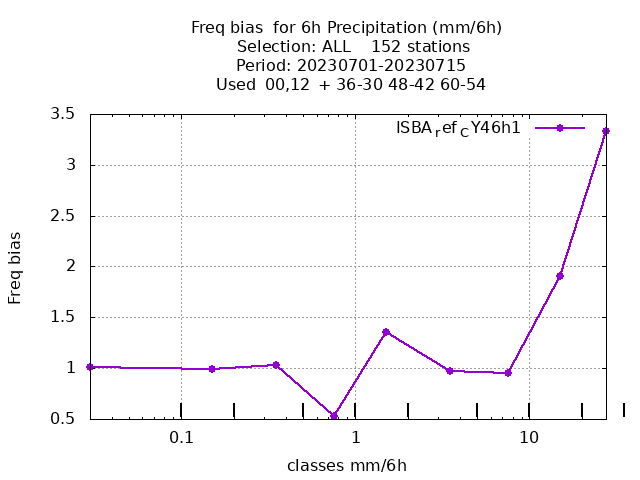 Freq bias  for 6h Precipitation (mm/6h)
Selection: ALL    152 stations
Period: 20230701-20230715
Used  00,12  + 36-30 48-42 60-54
ISBA_ref_CY46h1
3.5
3
2.5
2
1.5
1
0.5
Freq bias
0.1
1
10
classes mm/6h